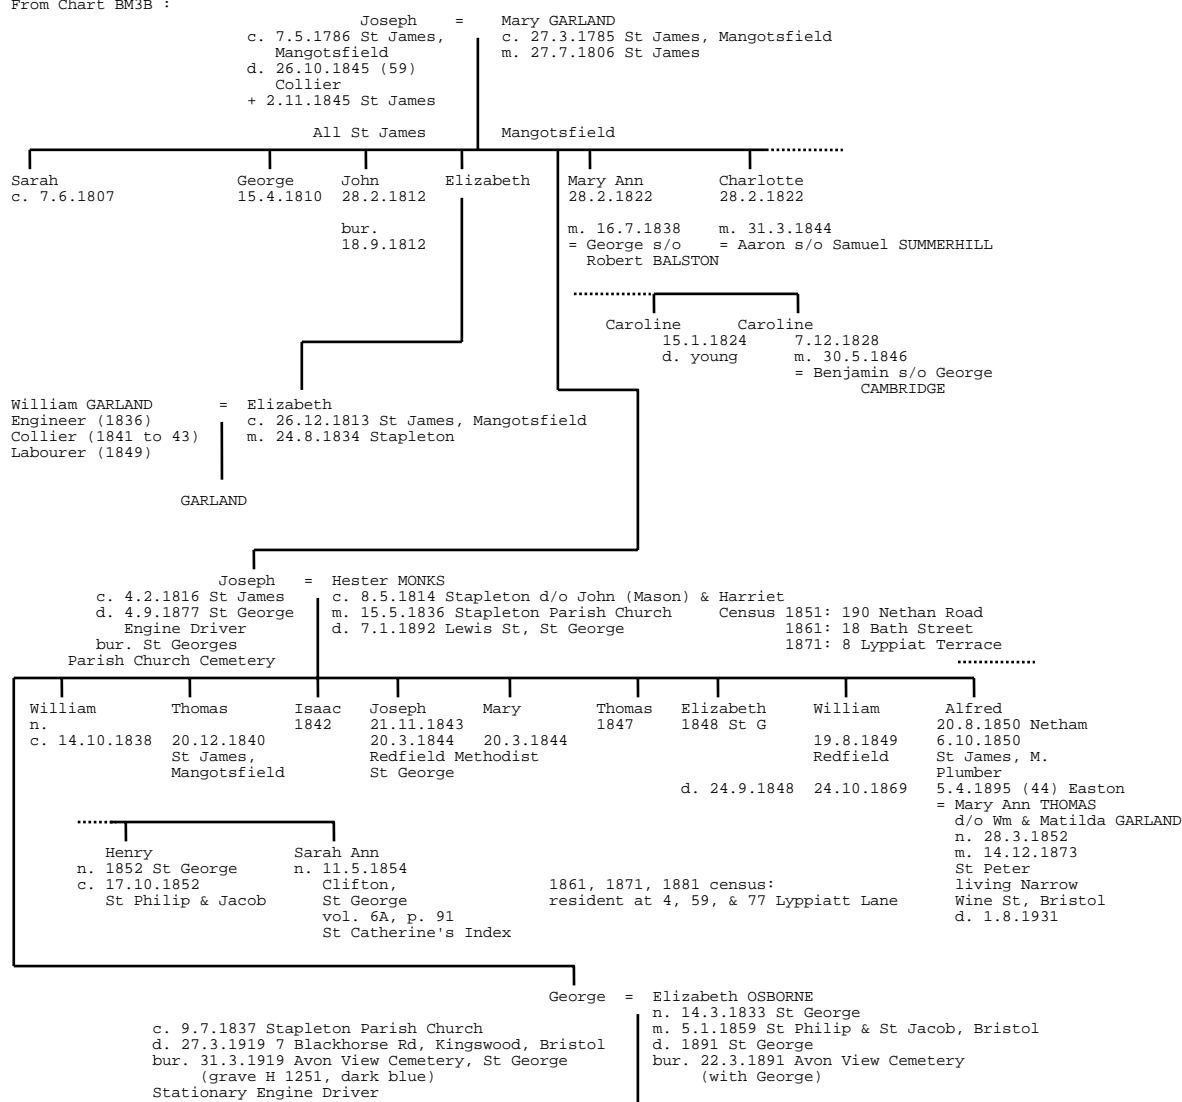 From Chart BM3B :
Joseph = Mary GARLAND
c. 7.5.1786 St James, c. 27.3.1785 St James, Mangotsfield
Mangotsfield m. 27.7.1806 St James
d. 26.10.1845 (59)
Collier
+ 2.11.1845 St James
All St James Mangotsfield
Sarah George John Elizabeth Mary Ann Charlotte
c. 7.6.1807 15.4.1810 28.2.1812 28.2.1822 28.2.1822
bur. m. 16.7.1838 m. 31.3.1844
18.9.1812 = George s/o = Aaron s/o Samuel SUMMERHILL
Robert BALSTON
Caroline Caroline
15.1.1824 7.12.1828
d. young m. 30.5.1846
= Benjamin s/o George
CAMBRIDGE
William GARLAND = Elizabeth
Engineer (1836) c. 26.12.1813 St James, Mangotsfield
Collier (1841 to 43) m. 24.8.1834 Stapleton
Labourer (1849)
GARLAND
Joseph = Hester MONKS
c. 4.2.1816 St James c. 8.5.1814 Stapleton d/o John (Mason) & Harriet
d. 4.9.1877 St George m. 15.5.1836 Stapleton Parish Church Census 1851: 190 Nethan Road
Engine Driver d. 7.1.1892 Lewis St, St George 1861: 18 Bath Street
bur. St Georges 1871: 8 Lyppiat Terrace
Parish Church Cemetery
William Thomas Isaac Joseph Mary Thomas Elizabeth William Alfred
n. 1842 21.11.1843 1847 1848 St G 20.8.1850 Netham
c. 14.10.1838 20.12.1840 20.3.1844 20.3.1844 19.8.1849 6.10.1850
St James, Redfield Methodist Redfield St James, M.
Mangotsfield St George Plumber
d. 24.9.1848 24.10.1869 5.4.1895 (44) Easton
= Mary Ann THOMAS
d/o Wm & Matilda GARLAND
n. 28.3.1852
Henry Sarah Ann m. 14.12.1873
n. 1852 St George n. 11.5.1854 St Peter
c. 17.10.1852 Clifton, 1861, 1871, 1881 census: living Narrow
St Philip & Jacob St George resident at 4, 59, & 77 Lyppiatt Lane Wine St, Bristol
vol. 6A, p. 91 d. 1.8.1931
St Catherine's Index
George = Elizabeth OSBORNE
n. 14.3.1833 St George
c. 9.7.1837 Stapleton Parish Church m. 5.1.1859 St Philip & St Jacob, Bristol
d. 27.3.1919 7 Blackhorse Rd, Kingswood, Bristol d. 1891 St George
bur. 31.3.1919 Avon View Cemetery, St George bur. 22.3.1891 Avon View Cemetery
(grave H 1251, dark blue) (with George)
Stationary Engine Driver